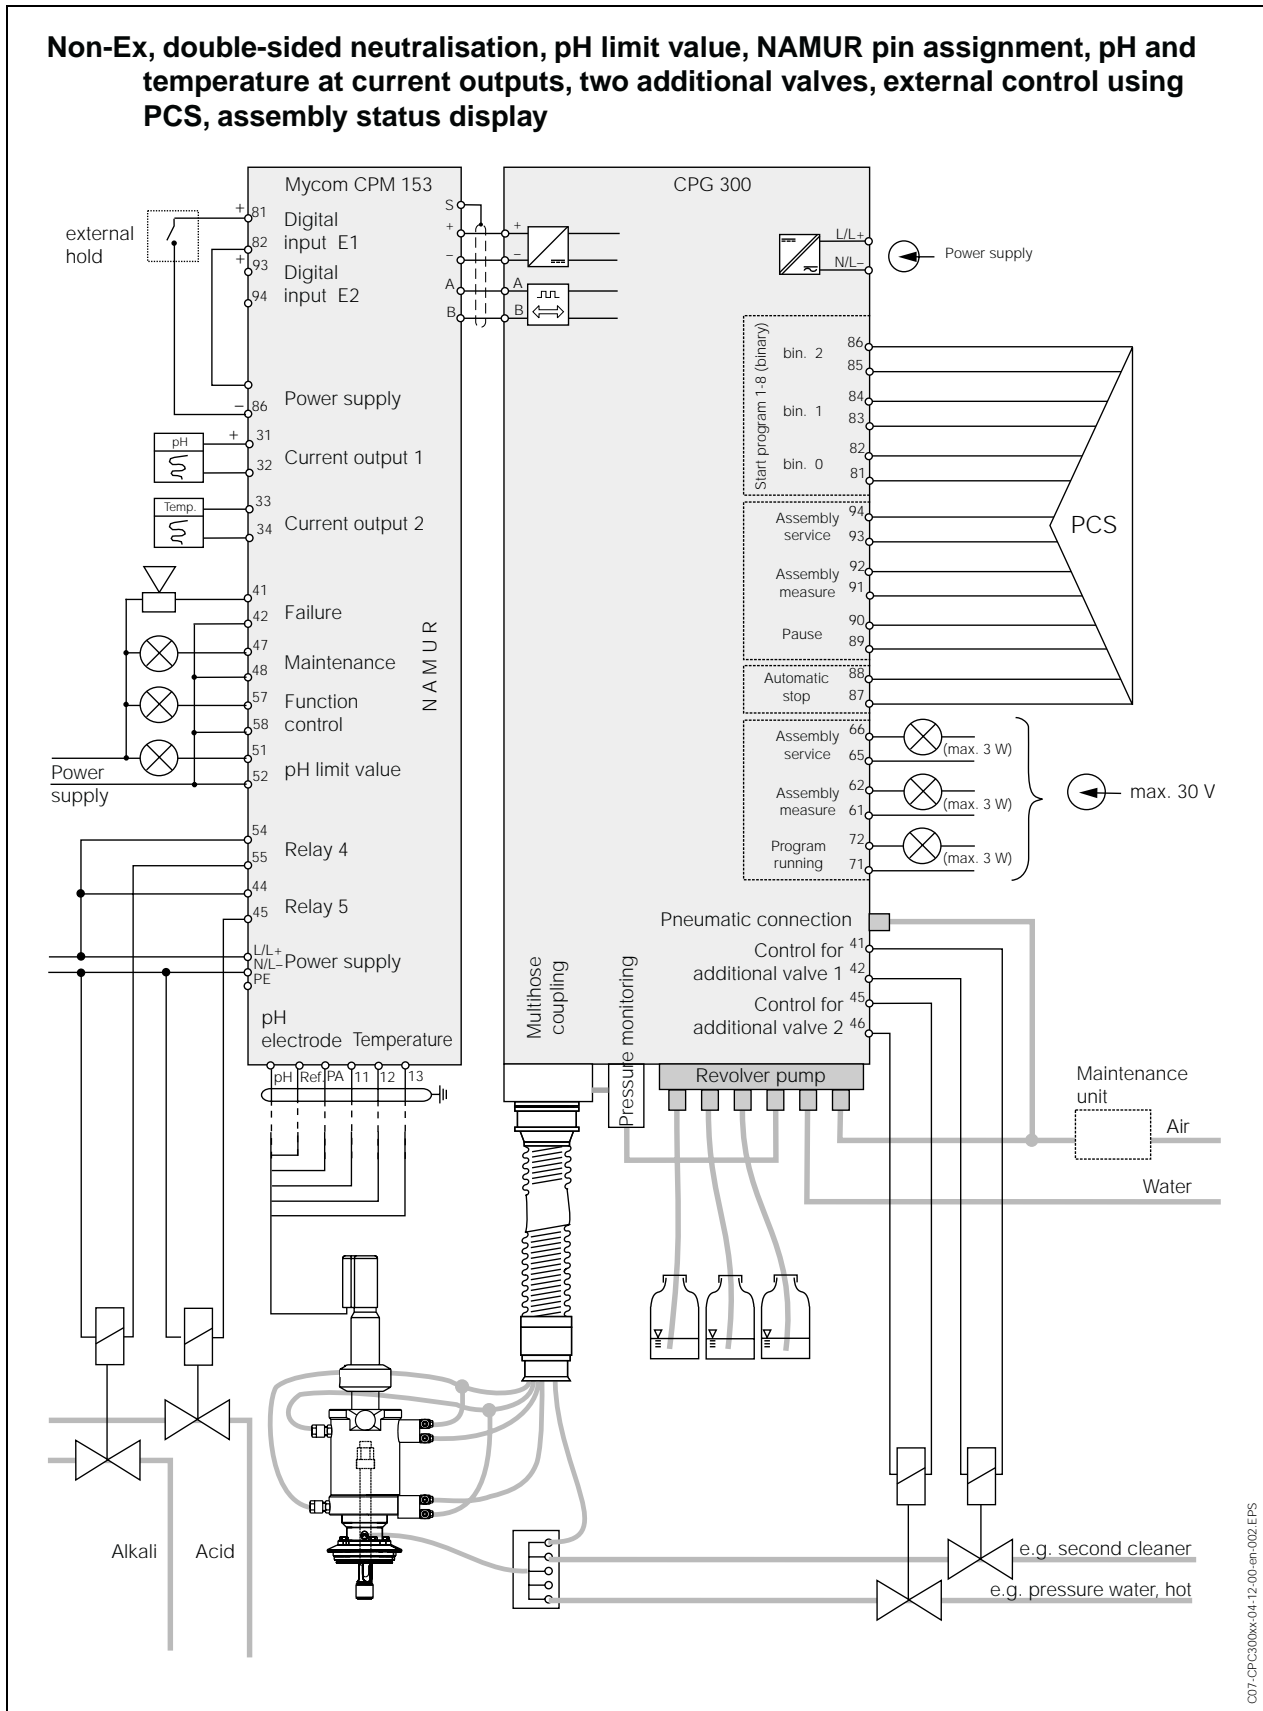 Non-Ex, double-sided neutralisation, pH limit value, NAMUR pin assignment, pH and
temperature at current outputs, two additional valves, external control using
PCS, assembly status display
Mycom CPM 153
CPG 300
external
hold
+
81
Digital
82
input E1
+
93
Digital
94
input E2
S
+
–
A
B
+
–
A
B
L/L+
N/L–
Power supply
Power supply
–
86
pH
+
31
32
Current output 1
Temp.
33
34
Current output 2
41
42
Failure
47
48
Maintenance
57
58
Function
control
51
52
pH limit value
Power
supply
NAMUR
54
55
Relay 4
44
45
Relay 5
L/L+
N/L–
PE
Power supply
pH
electrode
Temperature
pH
Ref.
PA
11
12
13
Start program 1-8 (binary)
bin. 2
86
85
bin. 1
84
83
bin. 0
82
81
Assembly
service
94
93
Assembly
measure
92
91
Pause
90
89
Automatic
stop
88
87
PCS
Assembly
service
66
65
(max. 3 W)
Assembly
measure
62
61
(max. 3 W)
Program
running
72
71
(max. 3 W)
max. 30 V
Pneumatic connection
Control for
additional valve 1
41
42
Control for
additional valve 2
45
46
Multihose
coupling
Pressure monitoring
Revolver pump
Maintenance
unit
Air
Water
Alkali
Acid
e.g. second cleaner
e.g. pressure water, hot
C07-CPC300xx-04-12-00-en-002.EPS